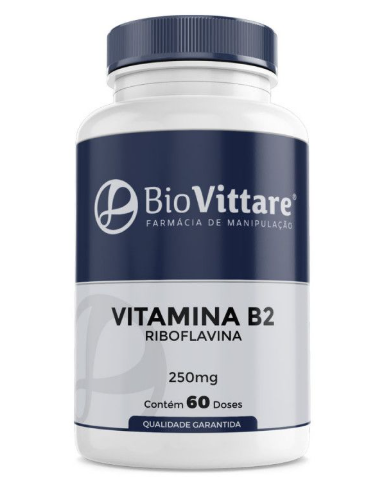 BioVittare®
FARMÁCIA DE MANIPULAÇÃO
VITAMINA B2
RIBOFLAVINA
250mg
Contém 60 Doses
QUALIDADE GARANTIDA